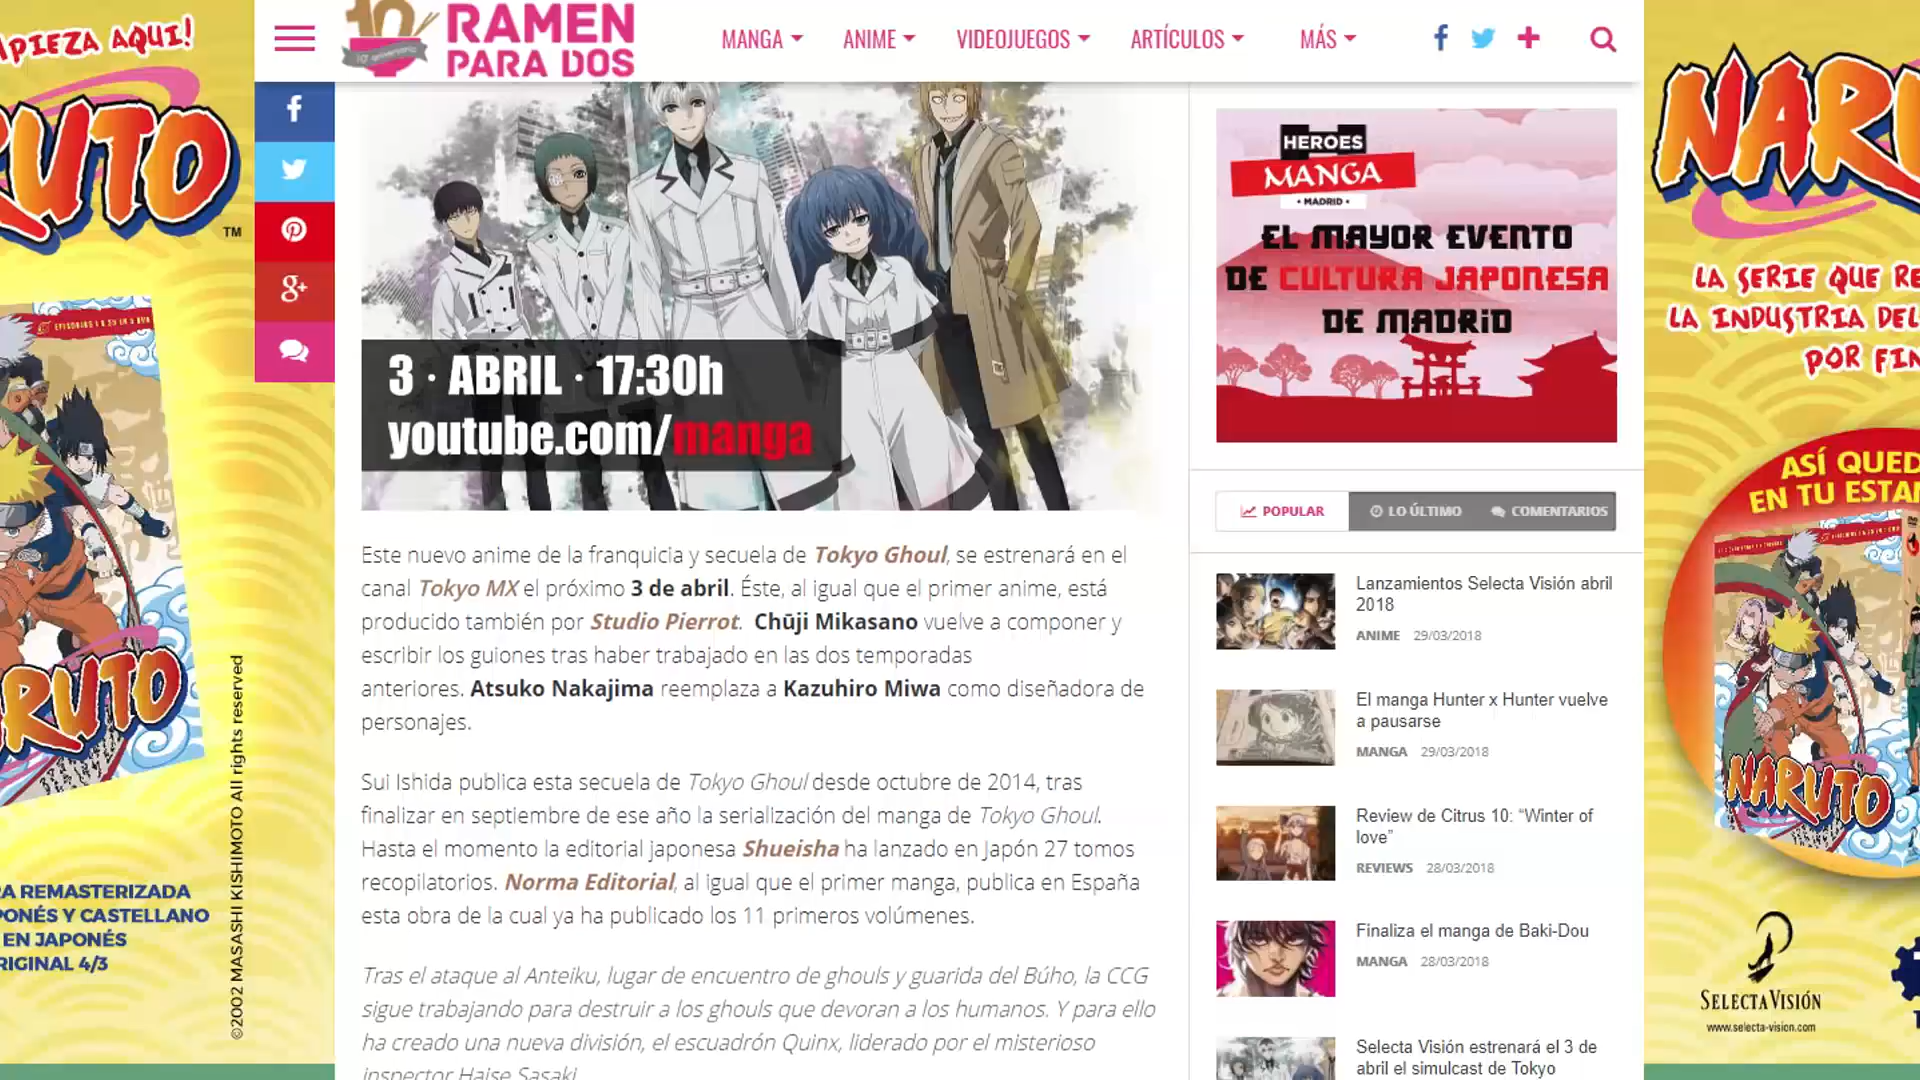 RAMEN
PARA DOS
MANGA
ANIME
VIDEOJUEGOS
ARTÍCULOS
MÁS
3 · ABRIL · 17:30h
youtube.com/manga
Este nuevo anime de la franquicia y secuela de Tokyo Ghoul, se estrenará en el
canal Tokyo MX el próximo 3 de abril. Éste, al igual que el primer anime, está
producido también por Studio Pierrot. Chūji Mikasano vuelve a componer y
escribir los guiones tras haber trabajado en las dos temporadas
anteriores. Atsuko Nakajima reemplaza a Kazuhiro Miwa como diseñadora de
personajes.
Sui Ishida publica esta secuela de Tokyo Ghoul desde octubre de 2014, tras
finalizar en septiembre de ese año la serialización del manga de Tokyo Ghoul.
Hasta el momento la editorial japonesa Shueisha ha lanzado en Japón 27 tomos
recopilatorios. Norma Editorial, al igual que el primer manga, publica en España
esta obra de la cual ya ha publicado los 11 primeros volúmenes.
Tras el ataque al Anteiku, lugar de encuentro de ghouls y guarida del Búho, la CCG
sigue trabajando para destruir a los ghouls que devoran a los humanos. Y para ello
ha creado una nueva división, el escuadrón Quinx, liderado por el misterioso
inspector Haise Sasaki
HEROES
MANGA
• MADRID •
EL MAYOR EVENTO
DE CULTURA JAPONESA
DE MADRID
POPULAR
LO ÚLTIMO
COMENTARIOS
Lanzamientos Selecta Visión abril
2018
ANIME 29/03/2018
El manga Hunter x Hunter vuelve
a pausarse
MANGA 29/03/2018
Review de Citrus 10: “Winter of
love”
REVIEWS 28/03/2018
Finaliza el manga de Baki-Dou
MANGA 28/03/2018
Selecta Visión estrenará el 3 de
abril el simulcast de Tokyo
PIEZA AQUI!
RUTO
TM
RUTO
©2002 MASASHI KISHIMOTO All rights reserved
A REMASTERIZADA
PONÉS Y CASTELLANO
EN JAPONÉS
RIGINAL 4/3
NAR
LA SERIE QUE RE
LA INDUSTRIA DEL
POR FIN
ASÍ QUED
EN TU ESTAN
NARUTO
SELECTA VISIÓN
www.selecta-vision.com